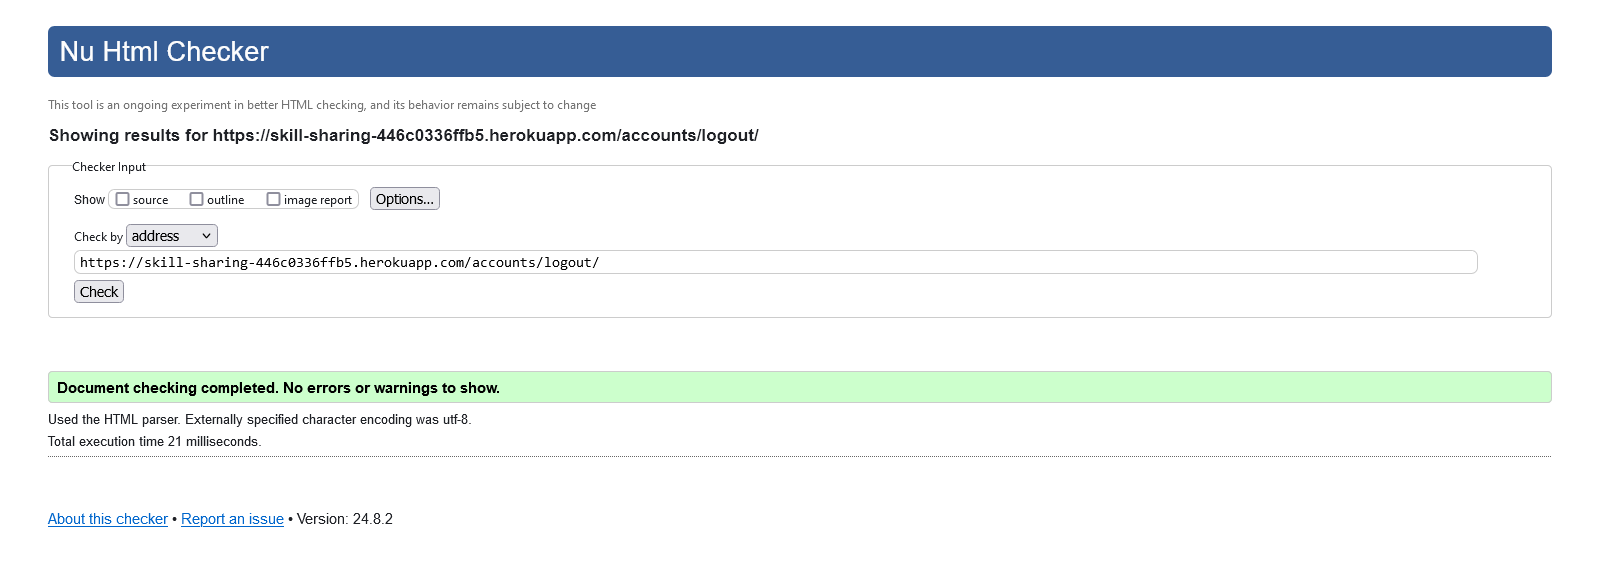 Nu Html Checker
This tool is an ongoing experiment in better HTML checking, and its behavior remains subject to change
Showing results for https://skill-sharing-446c0336ffb5.herokuapp.com/accounts/logout/
Checker Input
Show source outline image report Options...
Check by address
https://skill-sharing-446c0336ffb5.herokuapp.com/accounts/logout/
Check
Document checking completed. No errors or warnings to show.
Used the HTML parser. Externally specified character encoding was utf-8.
Total execution time 21 milliseconds.
About this checker • Report an issue • Version: 24.8.2